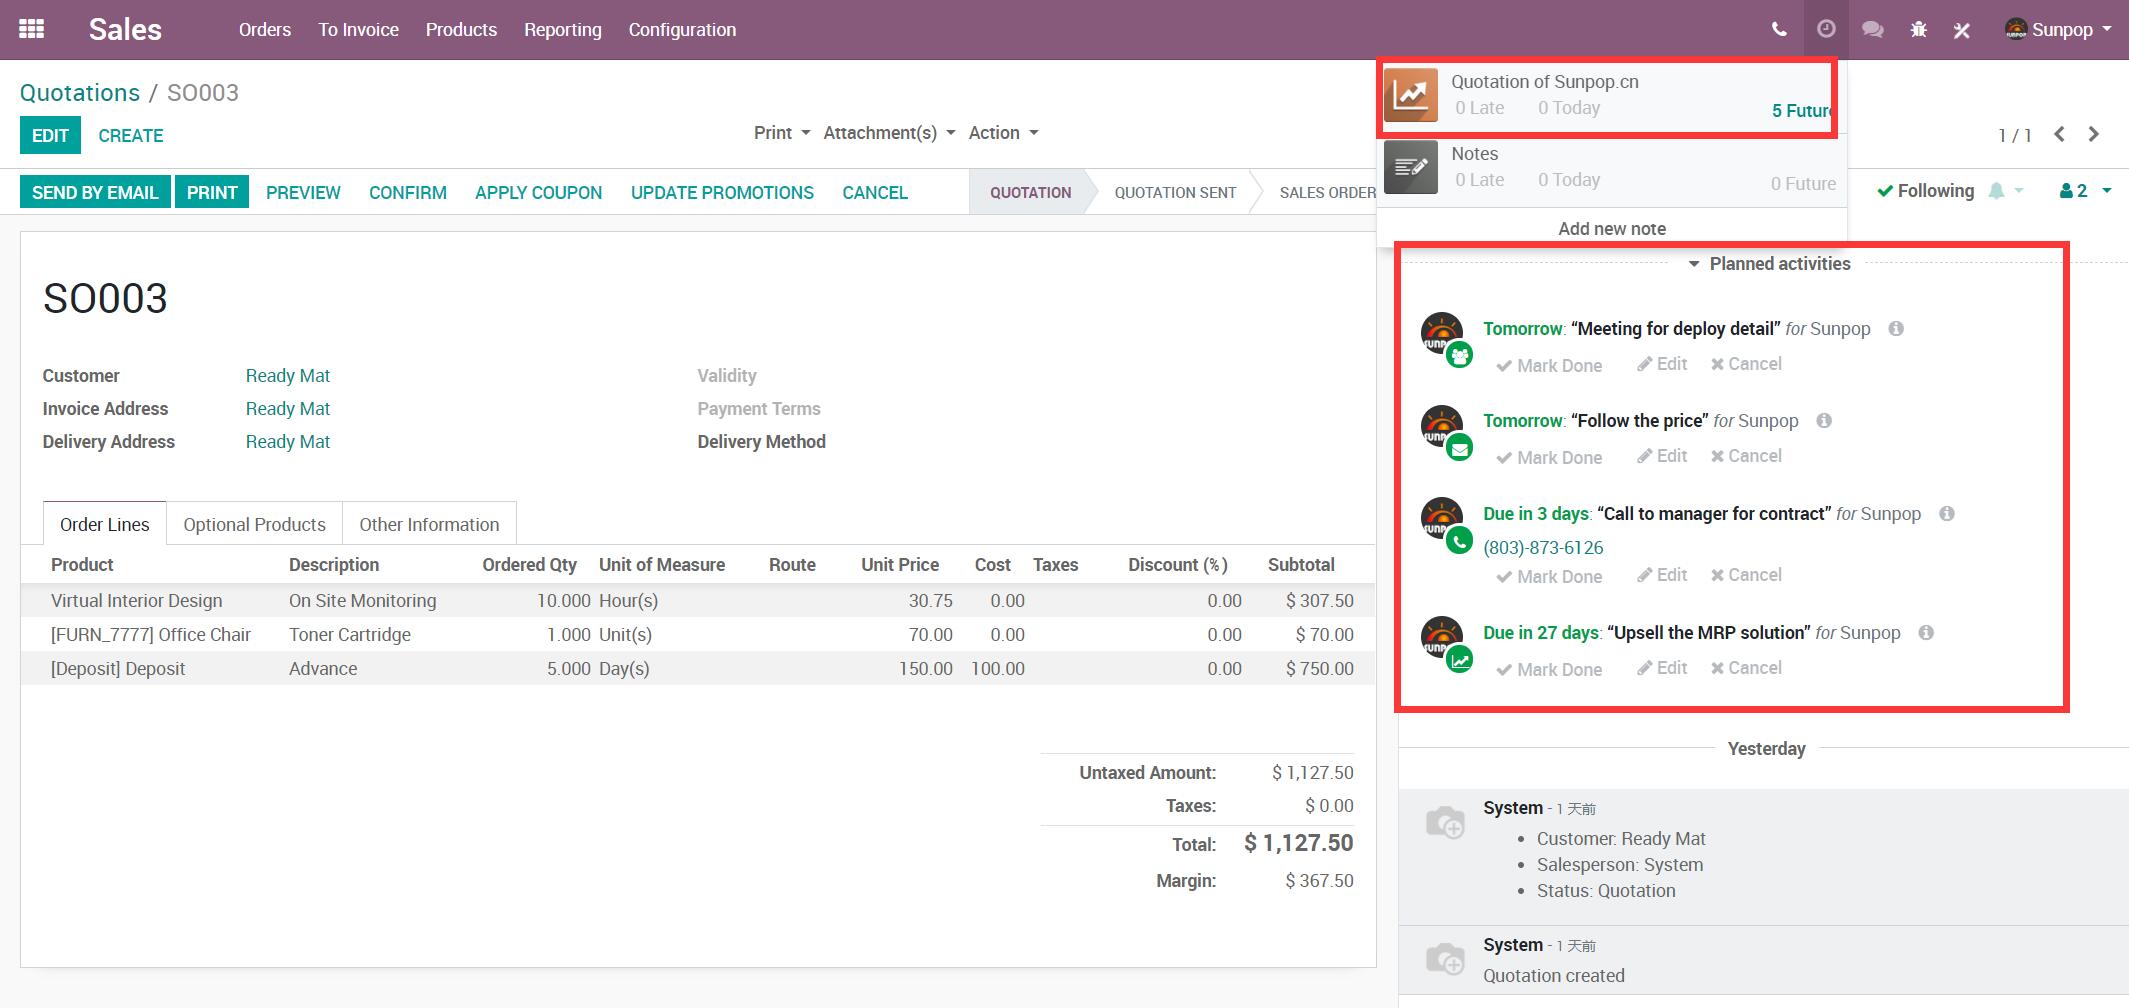 Sales Orders To Invoice Products Reporting Configuration Sunpop
Quotations / SO003
EDIT CREATE Print Attachment(s) Action 1 / 1
SEND BY EMAIL PRINT PREVIEW CONFIRM APPLY COUPON UPDATE PROMOTIONS CANCEL QUOTATION QUOTATION SENT SALES ORDER
Quotation of Sunpop.cn
0 Late 0 Today 5 Future
Notes
0 Late 0 Today 0 Future
Add new note
Following 2
SO003
Customer Ready Mat Validity
Invoice Address Ready Mat Payment Terms
Delivery Address Ready Mat Delivery Method
Order Lines Optional Products Other Information
Product Description Ordered Qty Unit of Measure Route Unit Price Cost Taxes Discount (%) Subtotal
Virtual Interior Design On Site Monitoring 10.000 Hour(s) 30.75 0.00 0.00 $ 307.50
[FURN_7777] Office Chair Toner Cartridge 1.000 Unit(s) 70.00 0.00 0.00 $ 70.00
[Deposit] Deposit Advance 5.000 Day(s) 150.00 100.00 0.00 $ 750.00
Untaxed Amount: $ 1,127.50
Taxes: $ 0.00
Total: $ 1,127.50
Margin: $ 367.50
Planned activities
Tomorrow: “Meeting for deploy detail” for Sunpop
Mark Done Edit Cancel
Tomorrow: “Follow the price” for Sunpop
Mark Done Edit Cancel
Due in 3 days: “Call to manager for contract” for Sunpop
(803)-873-6126
Mark Done Edit Cancel
Due in 27 days: “Upsell the MRP solution” for Sunpop
Mark Done Edit Cancel
Yesterday
System - 1 天前
• Customer: Ready Mat
• Salesperson: System
• Status: Quotation
System - 1 天前
Quotation created